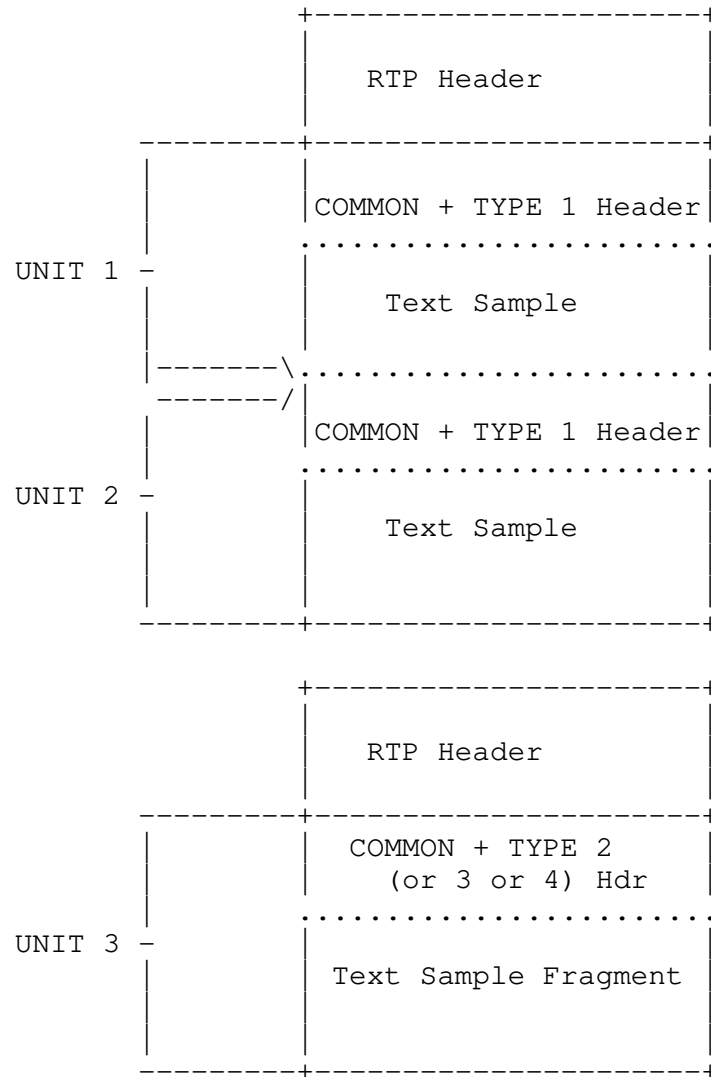 RTP Header
COMMON + TYPE 1 Header
UNIT 1
Text Sample
COMMON + TYPE 1 Header
UNIT 2
Text Sample
RTP Header
COMMON + TYPE 2
(or 3 or 4) Hdr
UNIT 3
Text Sample Fragment